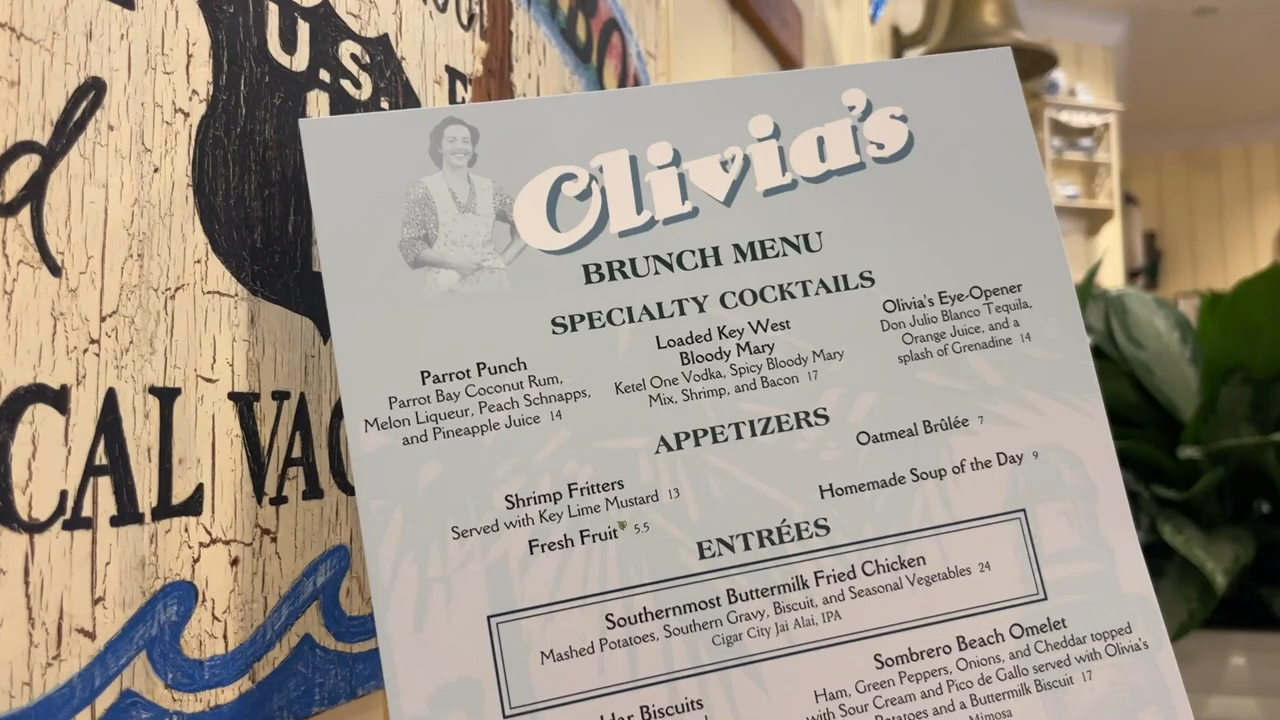 U.S.
CAL
Olivia's
BRUNCH MENU
SPECIALTY COCKTAILS
Parrot Punch
Parrot Bay Coconut Rum,
Melon Liqueur, Peach Schnapps,
and Pineapple Juice 14
Loaded Key West
Bloody Mary
Ketel One Vodka, Spicy Bloody Mary
Mix, Shrimp, and Bacon 17
Olivia's Eye-Opener
Don Julio Blanco Tequila,
Orange Juice, and a
splash of Grenadine 14
APPETIZERS
Shrimp Fritters
Served with Key Lime Mustard 13
Fresh Fruit 5.5
Oatmeal Brûlée 7
Homemade Soup of the Day 9
ENTRÉES
Southernmost Buttermilk Fried Chicken
Mashed Potatoes, Southern Gravy, Biscuit, and Seasonal Vegetables 24
Cigar City Jai Alai, IPA
Biscuits
Sombrero Beach Omelet
Ham, Green Peppers, Onions, and Cheddar topped
with Sour Cream and Pico de Gallo served with Olivia's
Potatoes and a Buttermilk Biscuit 17
Mimosa